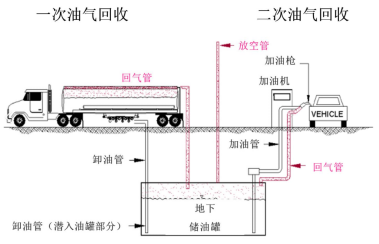 一次油气回收
二次油气回收
放空管
加油枪
加油机
回气管
VEHICLE
卸油管
加油管
回气管
地下
储油罐
卸油管（潜入油罐部分）